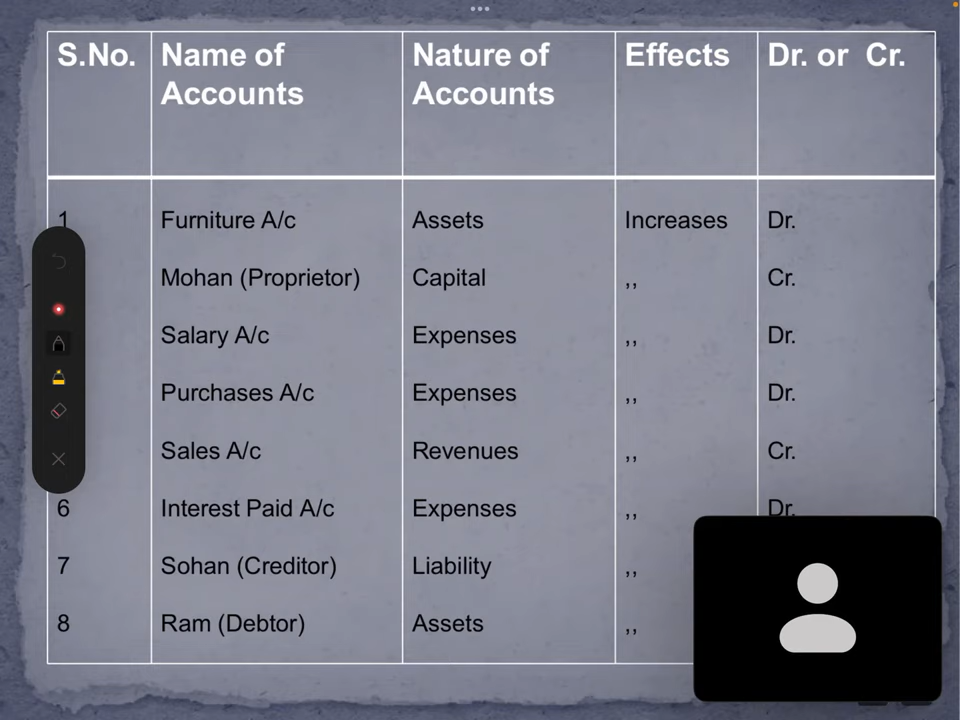 S.No. Name of Accounts Nature of Accounts Effects Dr. or Cr.
1 Furniture A/c Assets Increases Dr.
Mohan (Proprietor) Capital ,, Cr.
Salary A/c Expenses ,, Dr.
Purchases A/c Expenses ,, Dr.
Sales A/c Revenues ,, Cr.
6 Interest Paid A/c Expenses ,, Dr.
7 Sohan (Creditor) Liability ,,
8 Ram (Debtor) Assets ,,